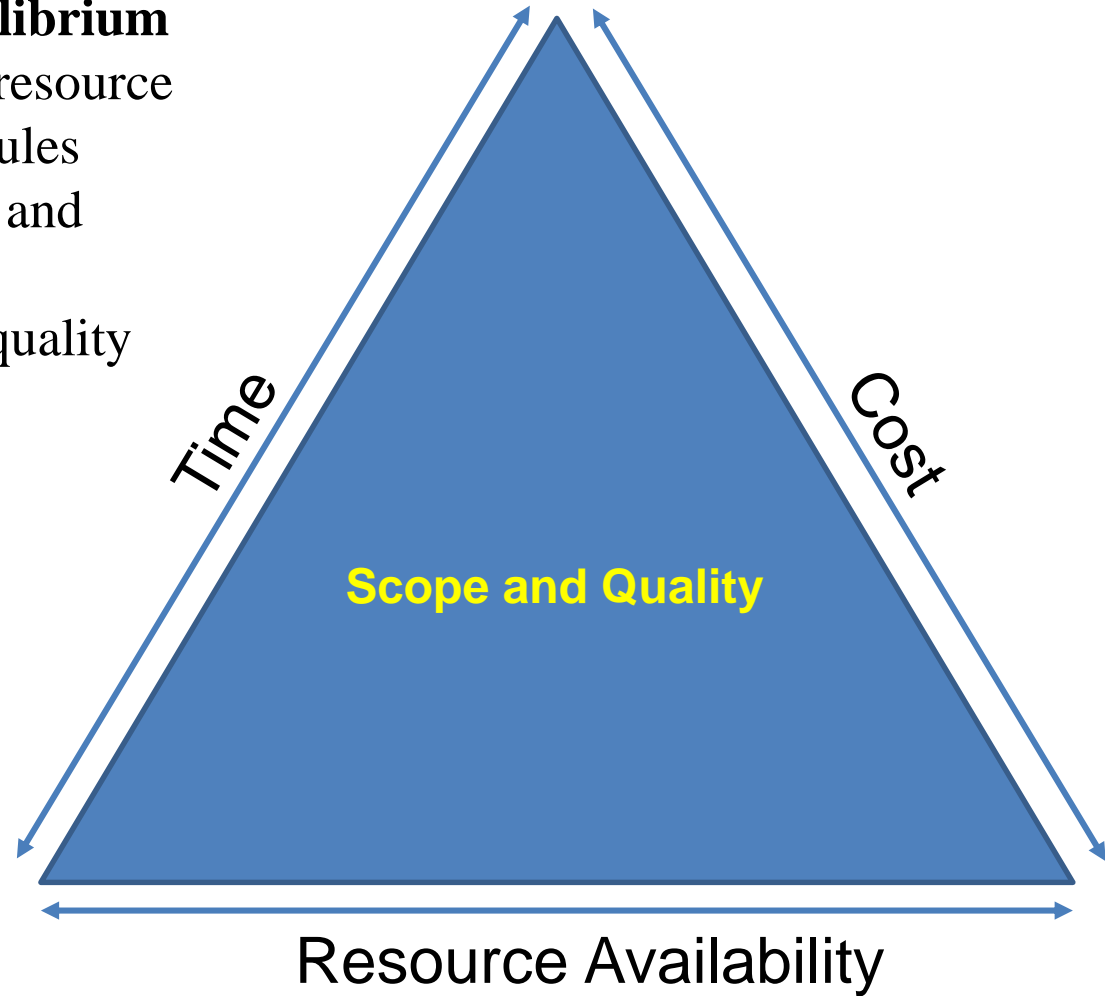 librium
resource
ules
and
quality
Time
Cost
Scope and Quality
Resource Availability